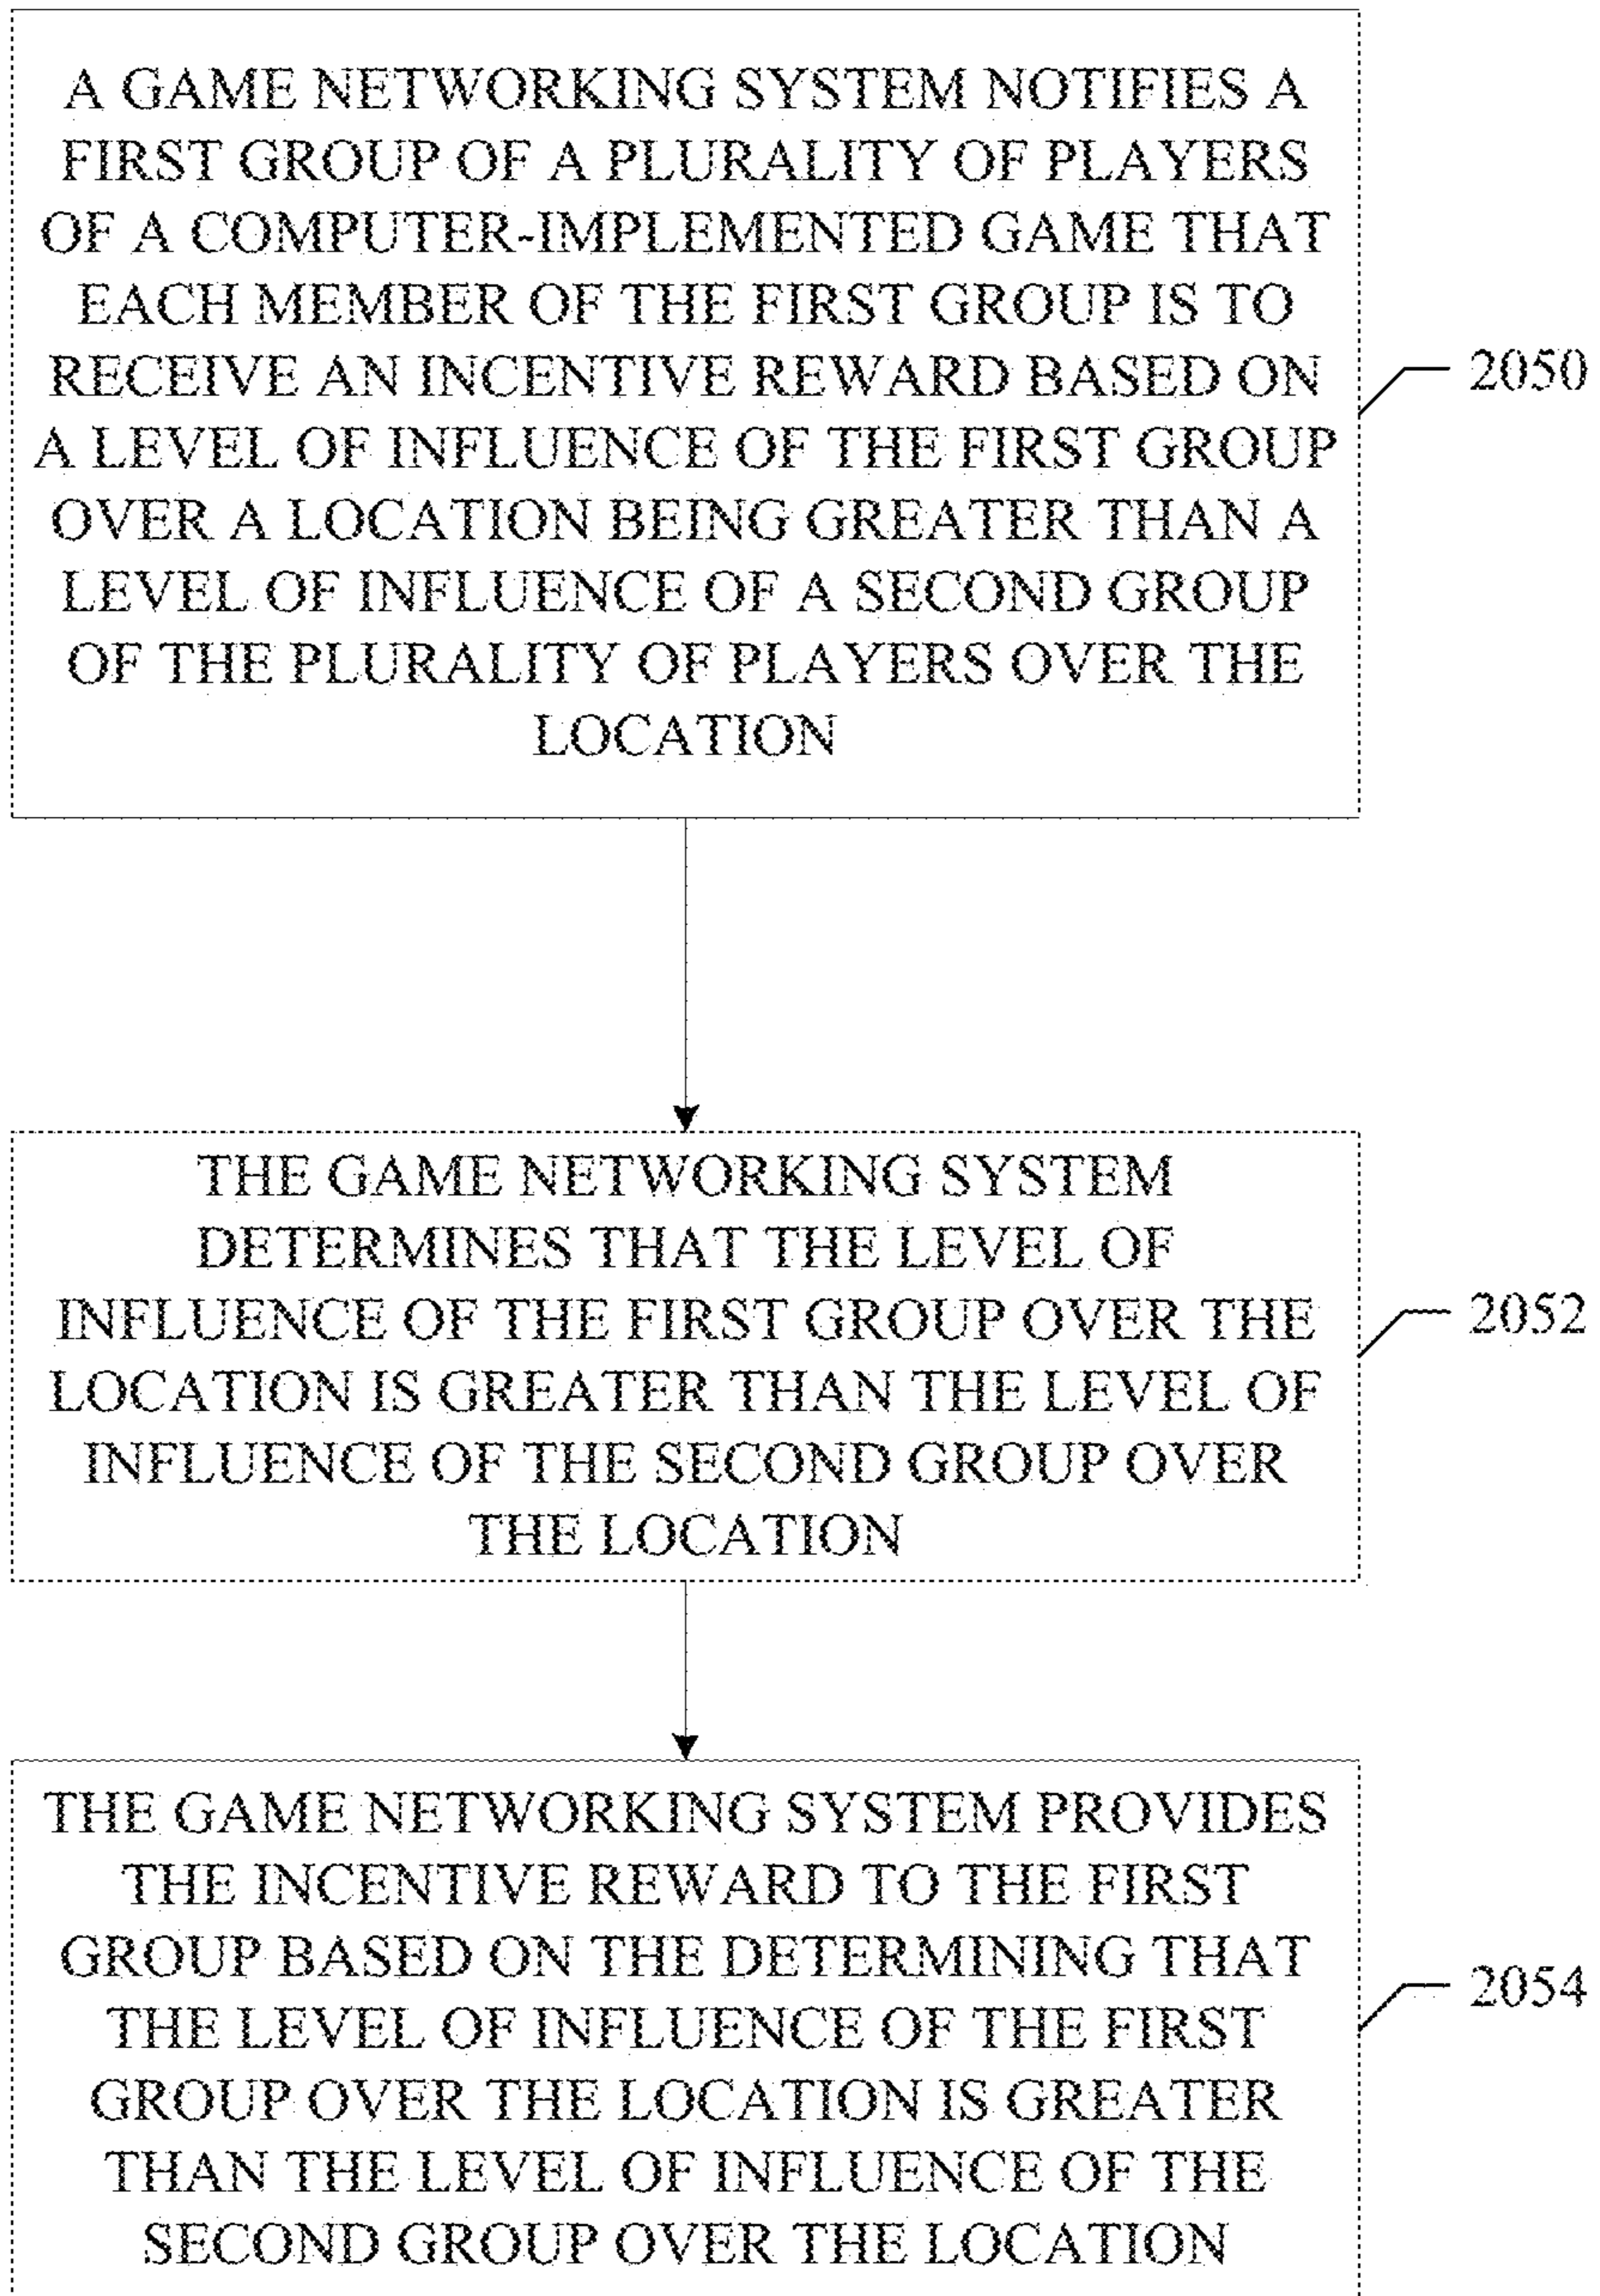 A GAME NETWORKING SYSTEM NOTIFIES A
FIRST GROUP OF A PLURALITY OF PLAYERS
OF A COMPUTER-IMPLEMENTED GAME THAT
EACH MEMBER OF THE FIRST GROUP IS TO
RECEIVE AN INCENTIVE REWARD BASED ON
A LEVEL OF INFLUENCE OF THE FIRST GROUP
OVER A LOCATION BEING GREATER THAN A
LEVEL OF INFLUENCE OF A SECOND GROUP
OF THE PLURALITY OF PLAYERS OVER THE
LOCATION
2050
THE GAME NETWORKING SYSTEM
DETERMINES THAT THE LEVEL OF
INFLUENCE OF THE FIRST GROUP OVER THE
LOCATION IS GREATER THAN THE LEVEL OF
INFLUENCE OF THE SECOND GROUP OVER
THE LOCATION
2052
THE GAME NETWORKING SYSTEM PROVIDES
THE INCENTIVE REWARD TO THE FIRST
GROUP BASED ON THE DETERMINING THAT
THE LEVEL OF INFLUENCE OF THE FIRST
GROUP OVER THE LOCATION IS GREATER
THAN THE LEVEL OF INFLUENCE OF THE
SECOND GROUP OVER THE LOCATION
2054